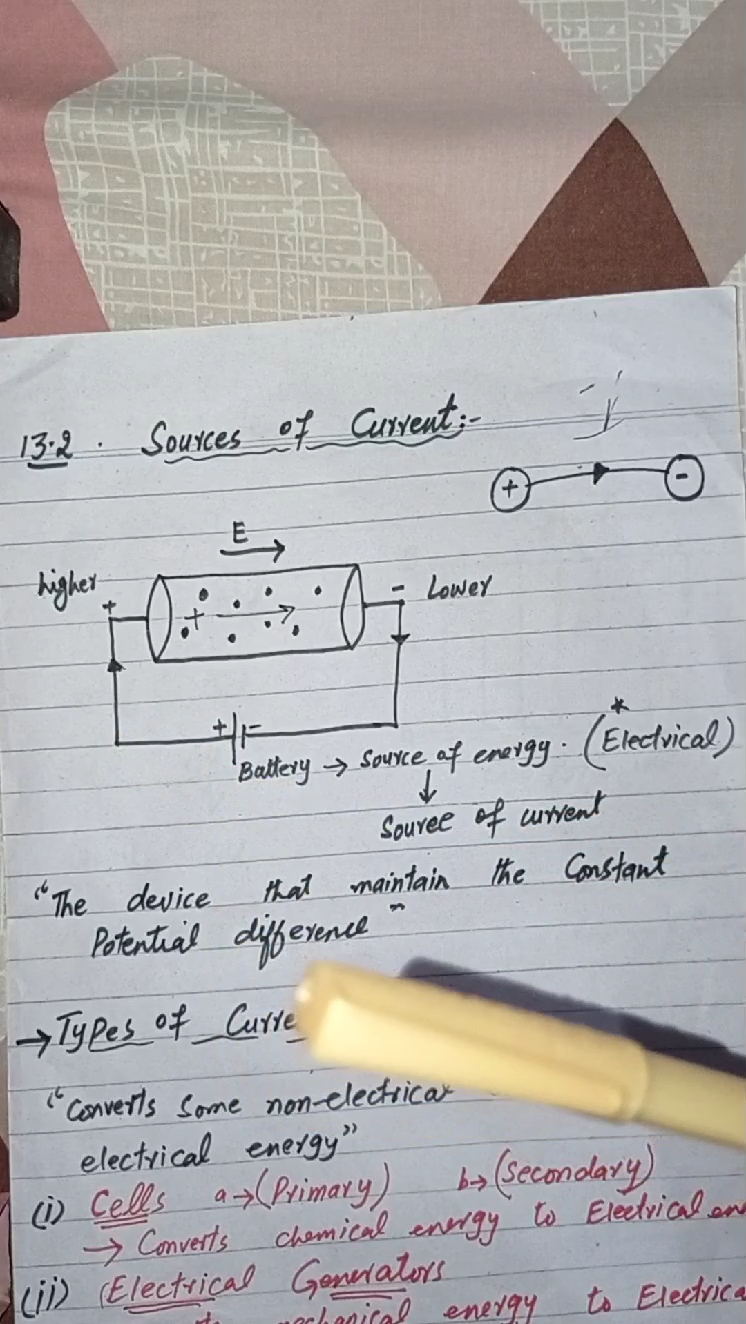 13.2 . Sources of Current:-
+ -
E
higher + - Lower
+
+ -
Battery → Source of energy. (Electrical)
*
↓
Source of current
"The device that maintain the Constant
Potential difference"
→ Types of
"Converts Some non-electrical
electrical energy"
(i) Cells a→(Primary) b→(Secondary)
→ Converts chemical energy to Electrical
(ii) (Electrical Generators
energy to